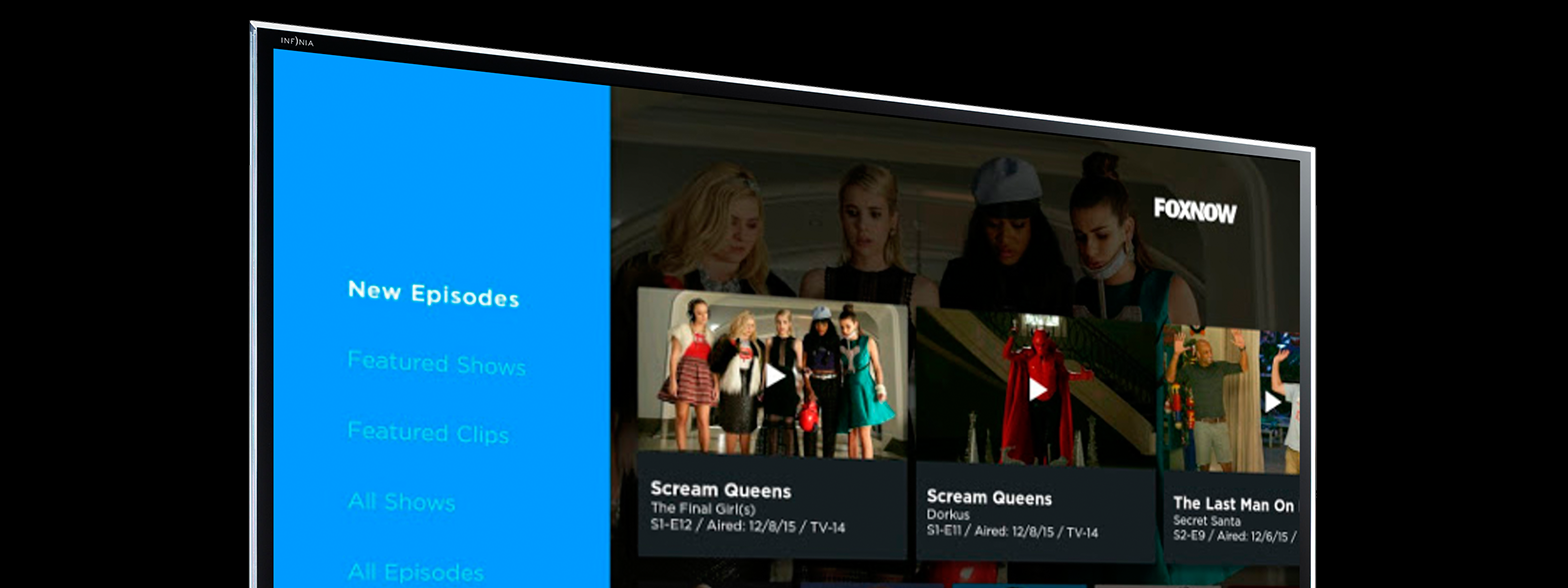 INF)NIA
FOXNOW
New Episodes
Featured Shows
Featured Clips
All Shows
All Episodes
Scream Queens
The Final Girl(s)
S1-E12 / Aired: 12/8/15 / TV-14
Scream Queens
Dorkus
S1-E11 / Aired: 12/8/15 / TV-14
The Last Man On
Secret Santa
S2-E9 / Aired: 12/6/15 /